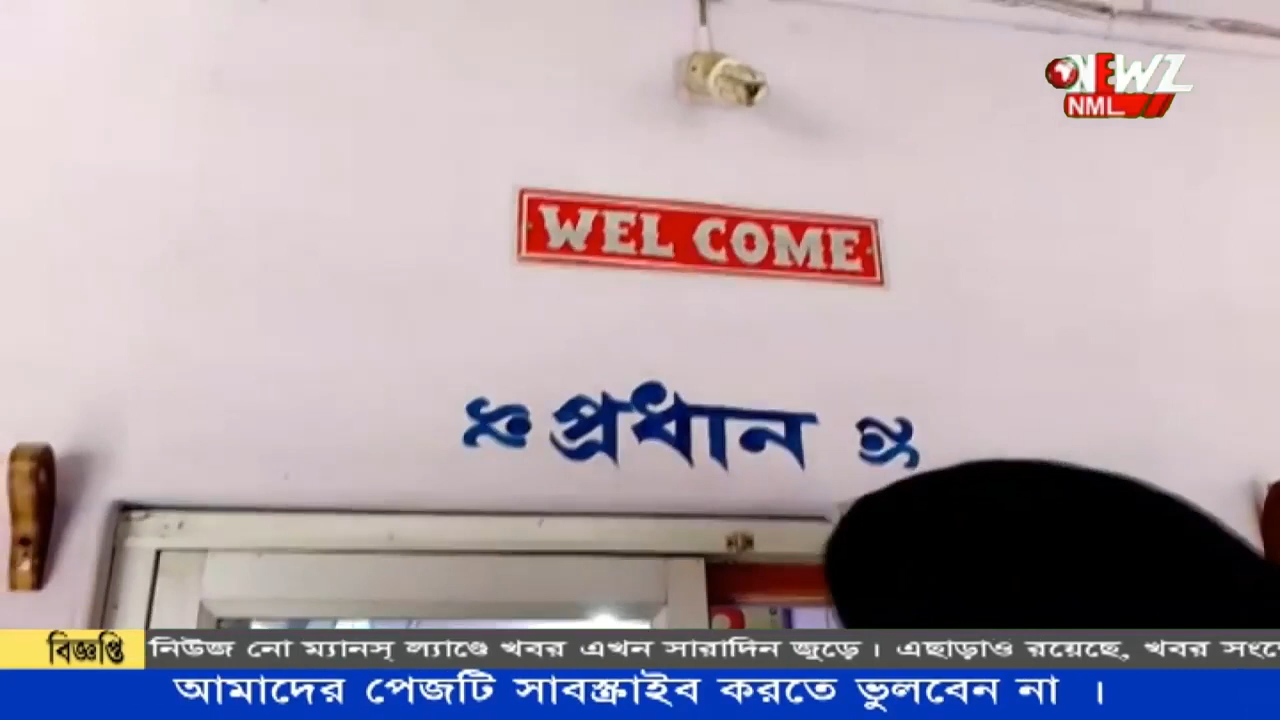 NEWZ
NML
WEL COME
প্রধান
বিজ্ঞপ্তি
নিউজ নো ম্যানস্ ল্যাণ্ডে খবর এখন সারাদিন জুড়ে । এছাড়াও রয়েছে, খবর সংক্ষে
আমাদের পেজটি সাবস্ক্রাইব করতে ভুলবেন না ।